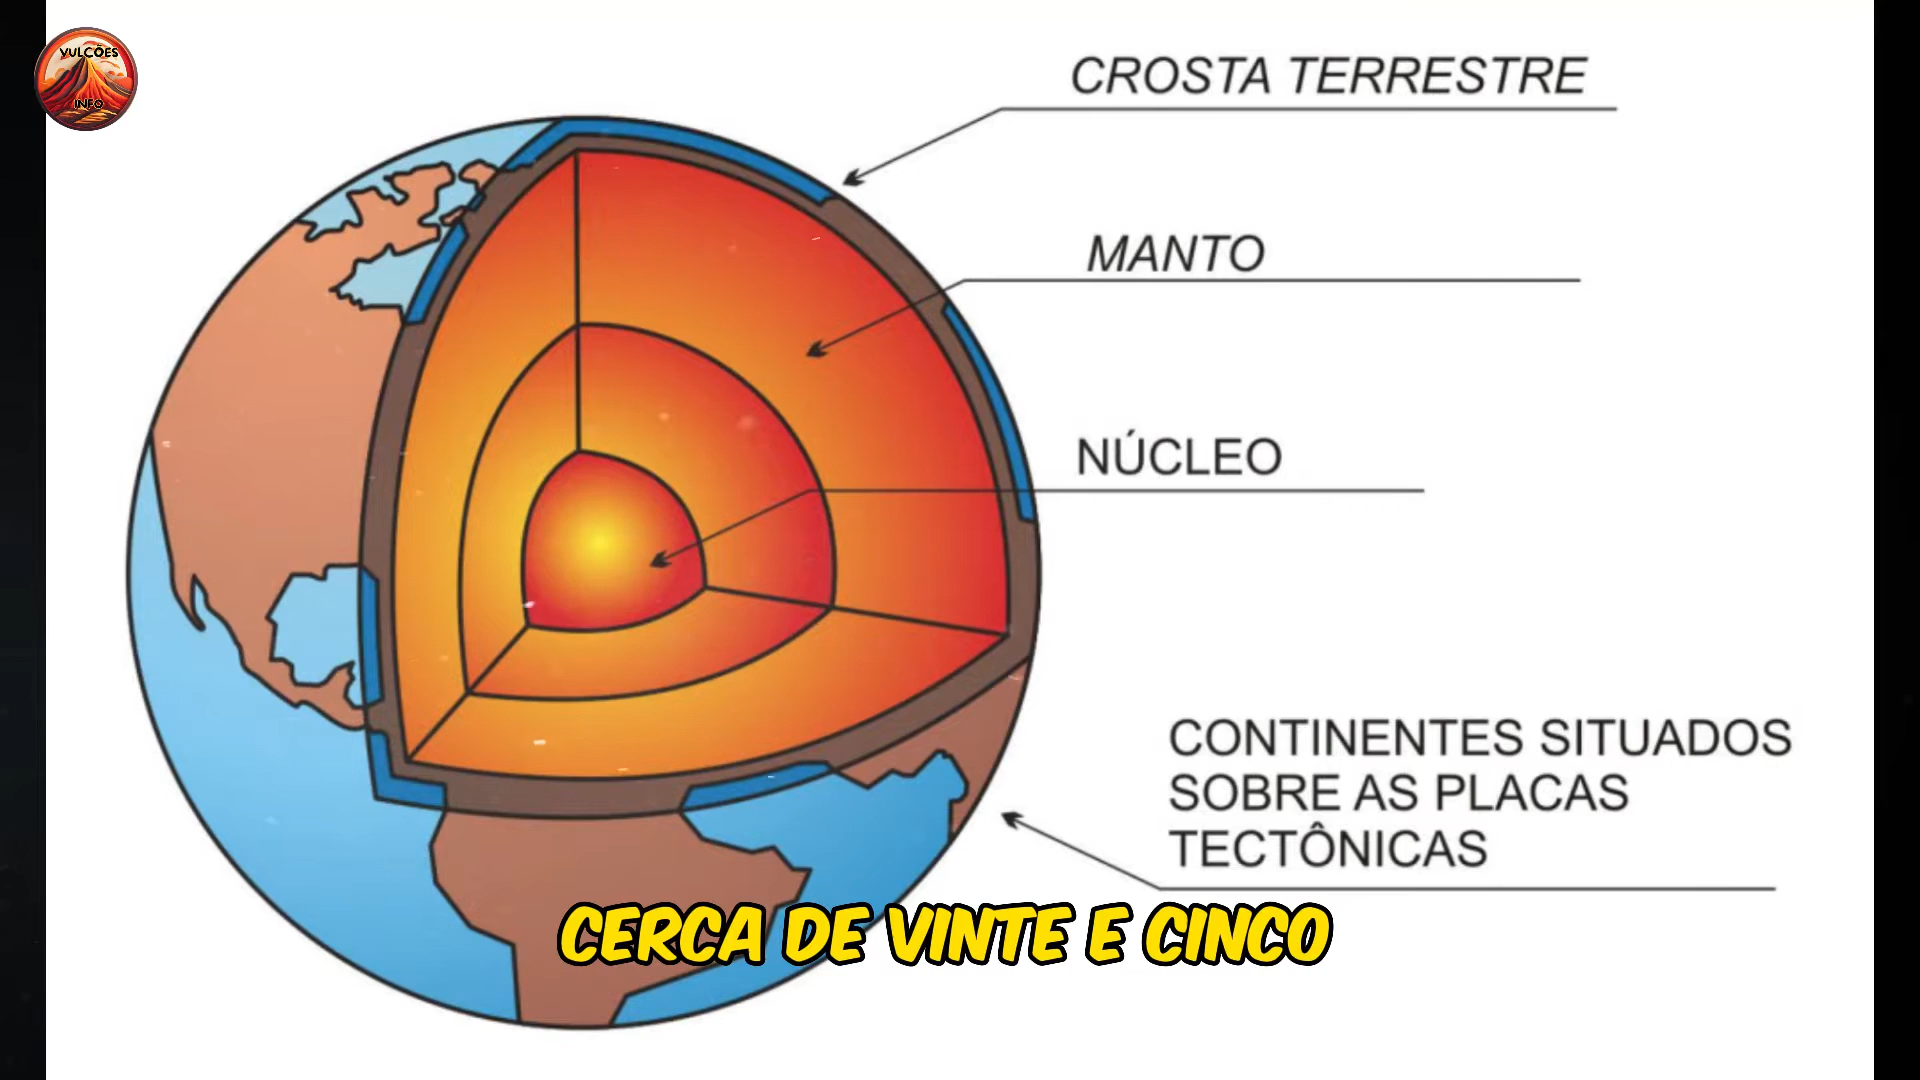 VULCÕES
INFO
CROSTA TERRESTRE
MANTO
NÚCLEO
CONTINENTES SITUADOS
SOBRE AS PLACAS
TECTÔNICAS
CERCA DE VINTE E CINCO